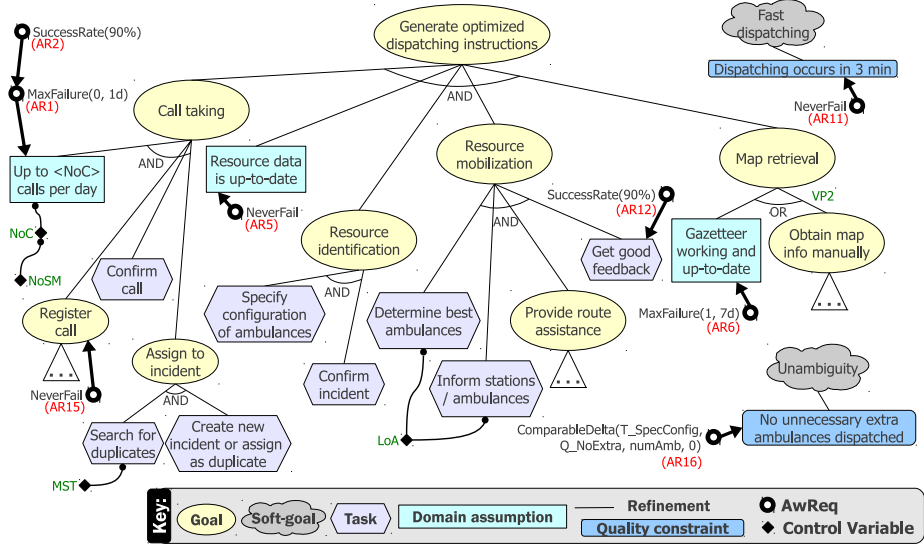 SuccessRate(90%)
(AR2)
MaxFailure(0, 1d)
(AR1)
Generate optimized
dispatching instructions
AND
Fast
dispatching
Dispatching occurs in 3 min
NeverFail
(AR11)
Call taking
AND
Up to <NoC>
calls per day
NoC
NoSM
Resource data
is up-to-date
NeverFail
(AR5)
Resource
mobilization
AND
SuccessRate(90%)
(AR12)
Get good
feedback
Map retrieval
VP2
OR
Gazetteer
working and
up-to-date
MaxFailure(1, 7d)
(AR6)
Obtain map
info manually
...
Resource
identification
AND
Confirm
call
Specify
configuration
of ambulances
Determine best
ambulances
Provide route
assistance
...
Register
call
...
NeverFail
(AR15)
Assign to
incident
AND
Confirm
incident
Inform stations
/ ambulances
LoA
Search for
duplicates
Create new
incident or assign
as duplicate
MST
Unambiguity
No unnecessary extra
ambulances dispatched
ComparableDelta(T_SpecConfig,
Q_NoExtra, numAmb, 0)
(AR16)
Key:
Goal
Soft-goal
Task
Domain assumption
Refinement
Quality constraint
AwReq
Control Variable